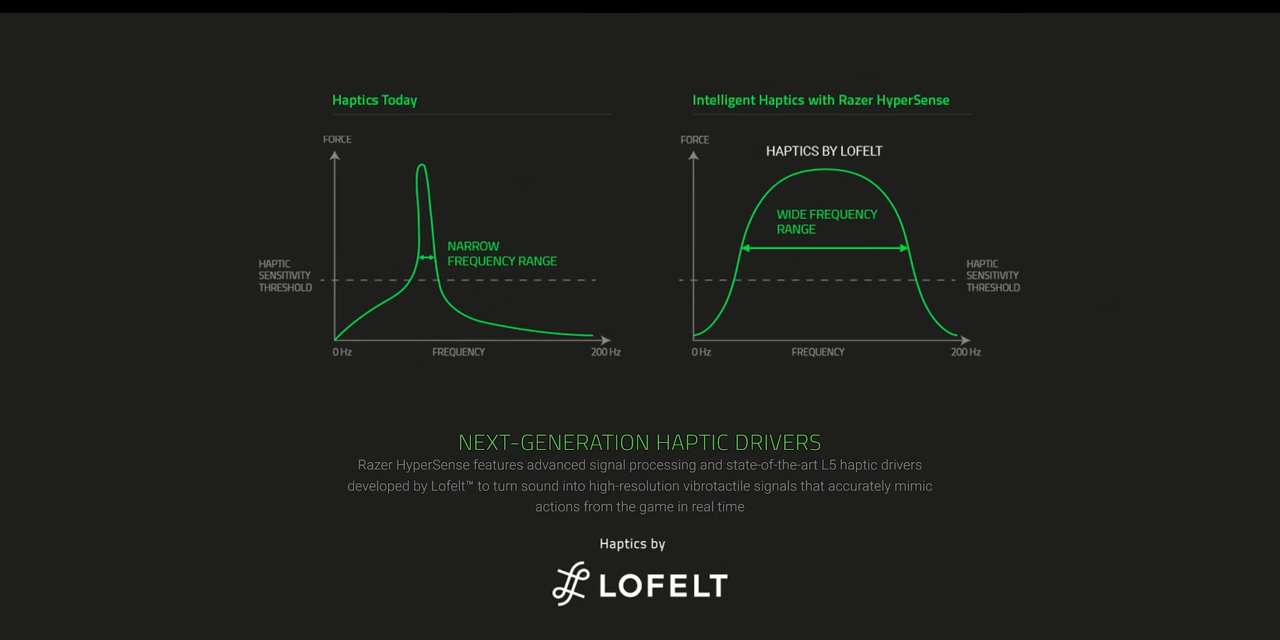 Haptics Today
FORCE
NARROW
FREQUENCY RANGE
HAPTIC
SENSITIVITY
THRESHOLD
0 Hz
FREQUENCY
200 Hz
Intelligent Haptics with Razer HyperSense
FORCE
HAPTICS BY LOFELT
WIDE FREQUENCY
RANGE
HAPTIC
SENSITIVITY
THRESHOLD
0 Hz
FREQUENCY
200 Hz
NEXT-GENERATION HAPTIC DRIVERS
Razer HyperSense features advanced signal processing and state-of-the-art L5 haptic drivers
developed by Lofelt™ to turn sound into high-resolution vibrotactile signals that accurately mimic
actions from the game in real time
Haptics by
LOFELT